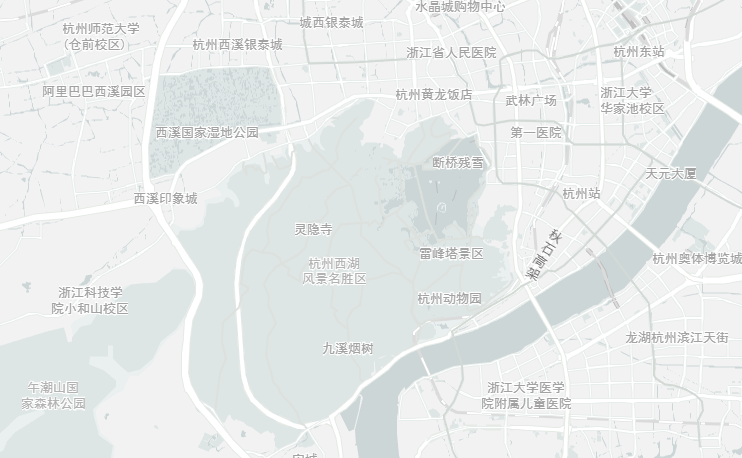 水晶城购物中心
城西银泰城
杭州师范大学
（仓前校区）
杭州西溪银泰城
浙江省人民医院
杭州东站
阿里巴巴西溪园区
杭州黄龙饭店
武林广场
浙江大学
华家池校区
西溪国家湿地公园
第一医院
断桥残雪
天元大厦
西溪印象城
杭州站
灵隐寺
秋石高架
雷峰塔景区
杭州奥体博览城
杭州西湖
风景名胜区
浙江科技学
院小和山校区
杭州动物园
龙湖杭州滨江天街
九溪烟树
午潮山国
家森林公园
浙江大学医学
院附属儿童医院
宋城